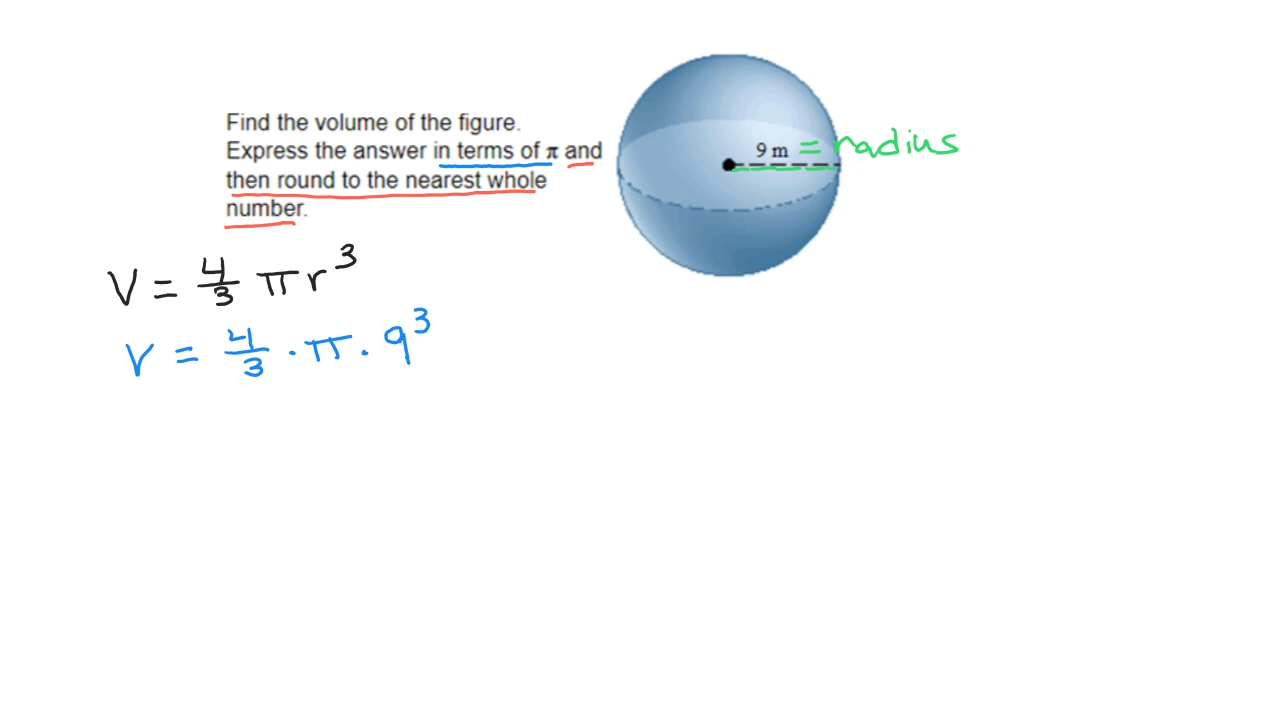 Find the volume of the figure.
Express the answer in terms of π and
then round to the nearest whole
number.
9 m = radius
V = 4/3 π r³
V = 4/3 · π · 9³